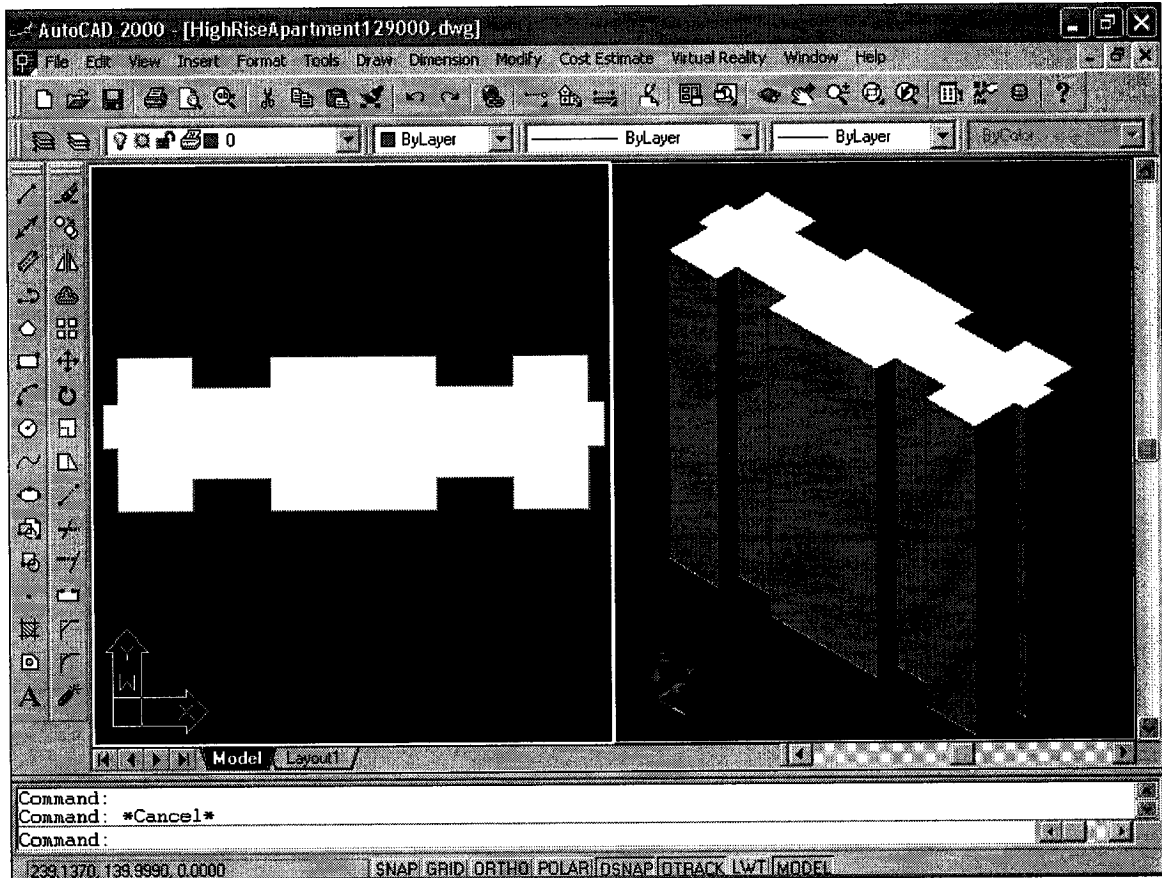 AutoCAD 2000 - [HighRiseApartment129000.dwg]
File Edit View Insert Format Tools Draw Dimension Modify Cost Estimate Virtual Reality Window Help
0 ByLayer ByLayer ByLayer ByColor
A
Y
W
X
Model Layout1
Command:
Command: *Cancel*
Command:
239.1370, 139.9990, 0.0000 SNAP GRID ORTHO POLAR OSNAP OTRACK LWT MODEL